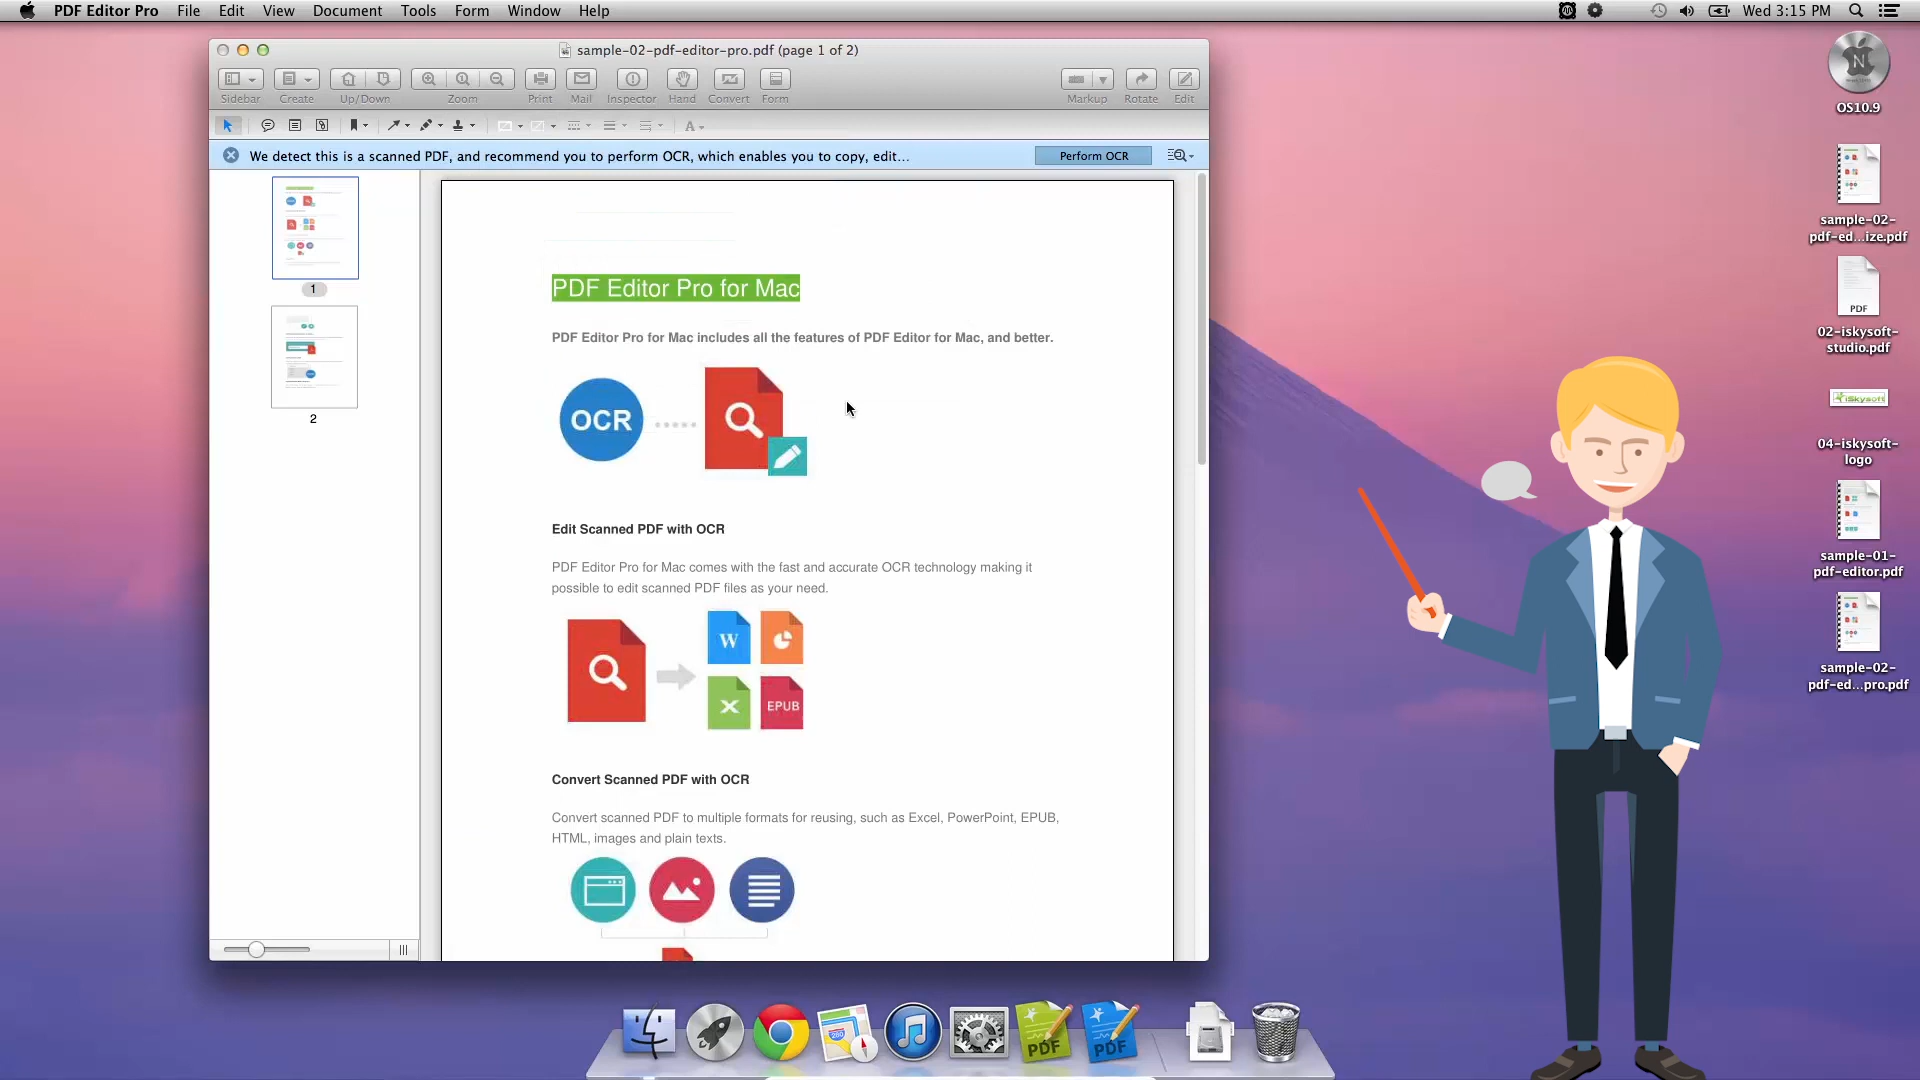 PDF Editor Pro File Edit View Document Tools Form Window Help
Wed 3:15 PM
sample-02-pdf-editor-pro.pdf (page 1 of 2)
Sidebar Create Up/Down Zoom Print Mail Inspector Hand Convert Form Markup Rotate Edit
A
We detect this is a scanned PDF, and recommend you to perform OCR, which enables you to copy, edit...
Perform OCR
1
2
PDF Editor Pro for Mac
PDF Editor Pro for Mac includes all the features of PDF Editor for Mac, and better.
OCR
Edit Scanned PDF with OCR
PDF Editor Pro for Mac comes with the fast and accurate OCR technology making it
possible to edit scanned PDF files as your need.
W
X
EPUB
Convert Scanned PDF with OCR
Convert scanned PDF to multiple formats for reusing, such as Excel, PowerPoint, EPUB,
HTML, images and plain texts.
N
OS10.9
sample-02-
pdf-ed...ize.pdf
PDF
02-iskysoft-
studio.pdf
iSkysoft
04-iskysoft-
logo
sample-01-
pdf-editor.pdf
sample-02-
pdf-ed...pro.pdf
PDF
PDF